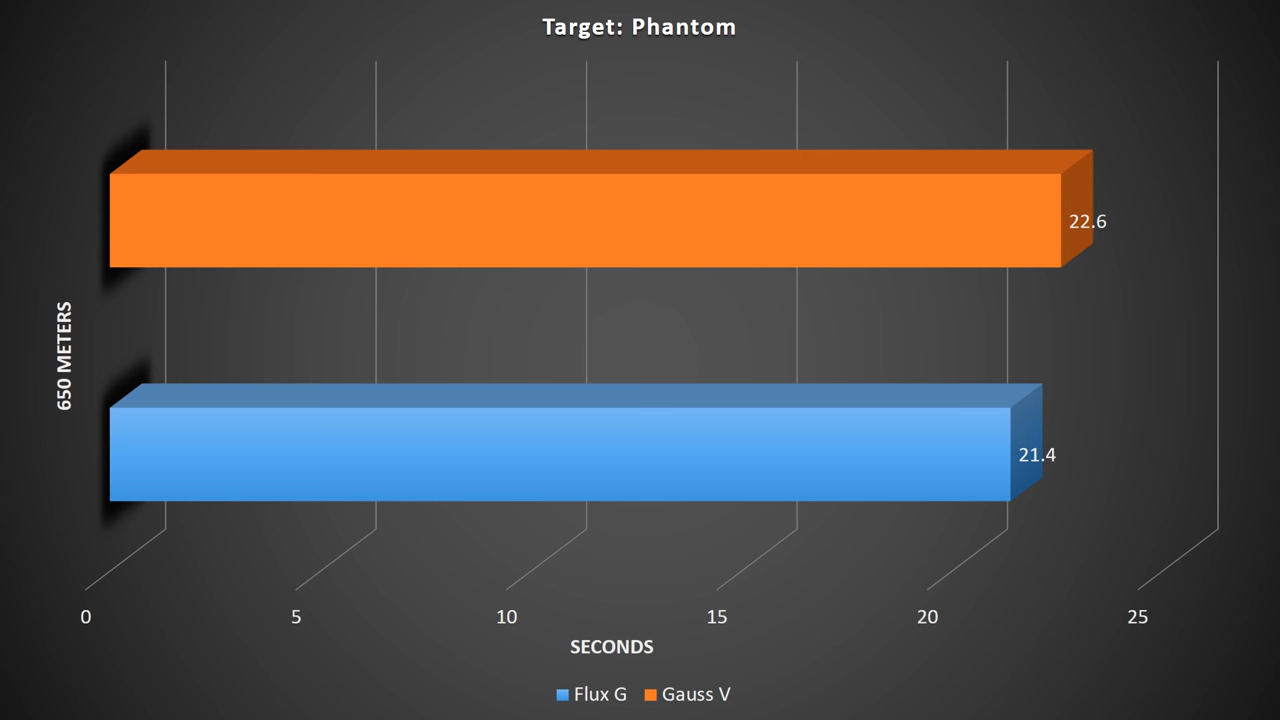 Target: Phantom
22.6
650 METERS
21.4
0 5 10 15 20 25
SECONDS
Flux G Gauss V